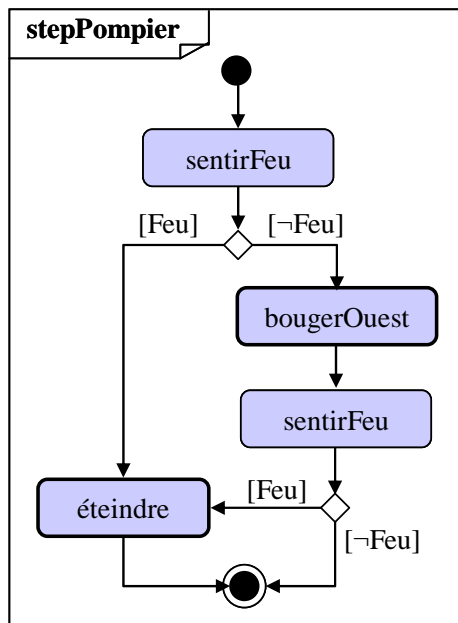 stepPompier
sentirFeu
[Feu] [¬Feu]
bougerOuest
sentirFeu
[Feu]
éteindre
[¬Feu]